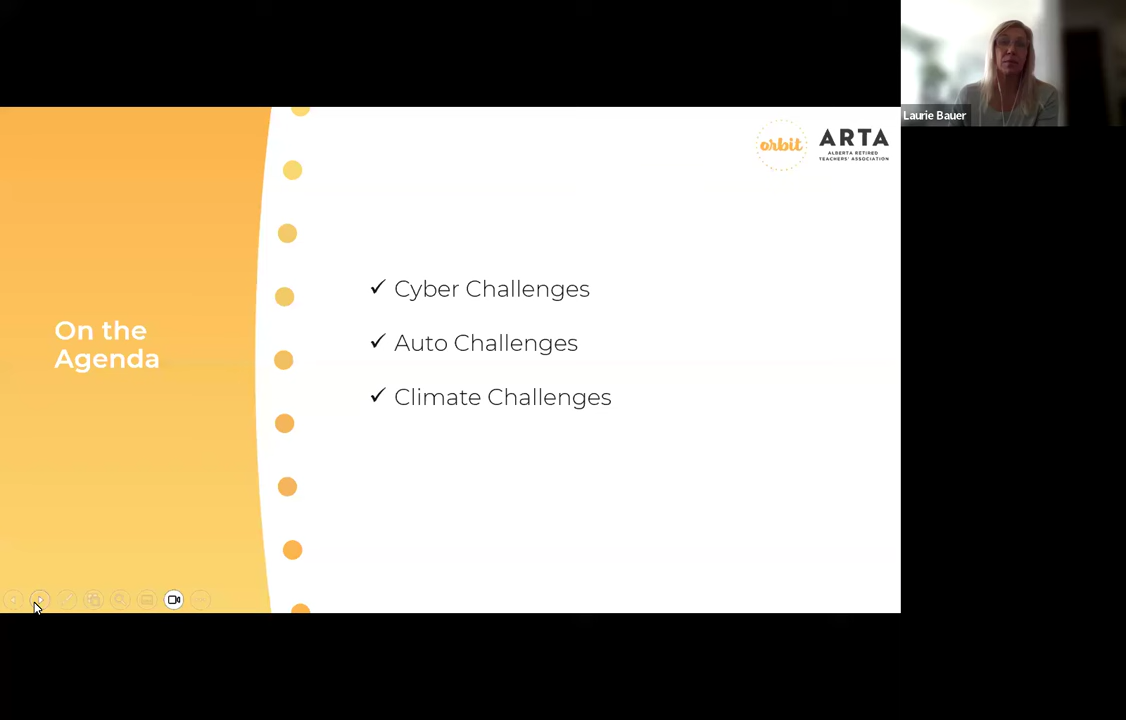 Laurie Bauer
orbit
ARTA
ALBERTA RETIRED
TEACHERS' ASSOCIATION
On the
Agenda
✓ Cyber Challenges
✓ Auto Challenges
✓ Climate Challenges